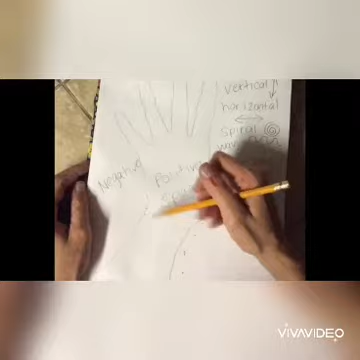 vertical
horizontal
spiral
Negative
Positive
VIVAVIDEO